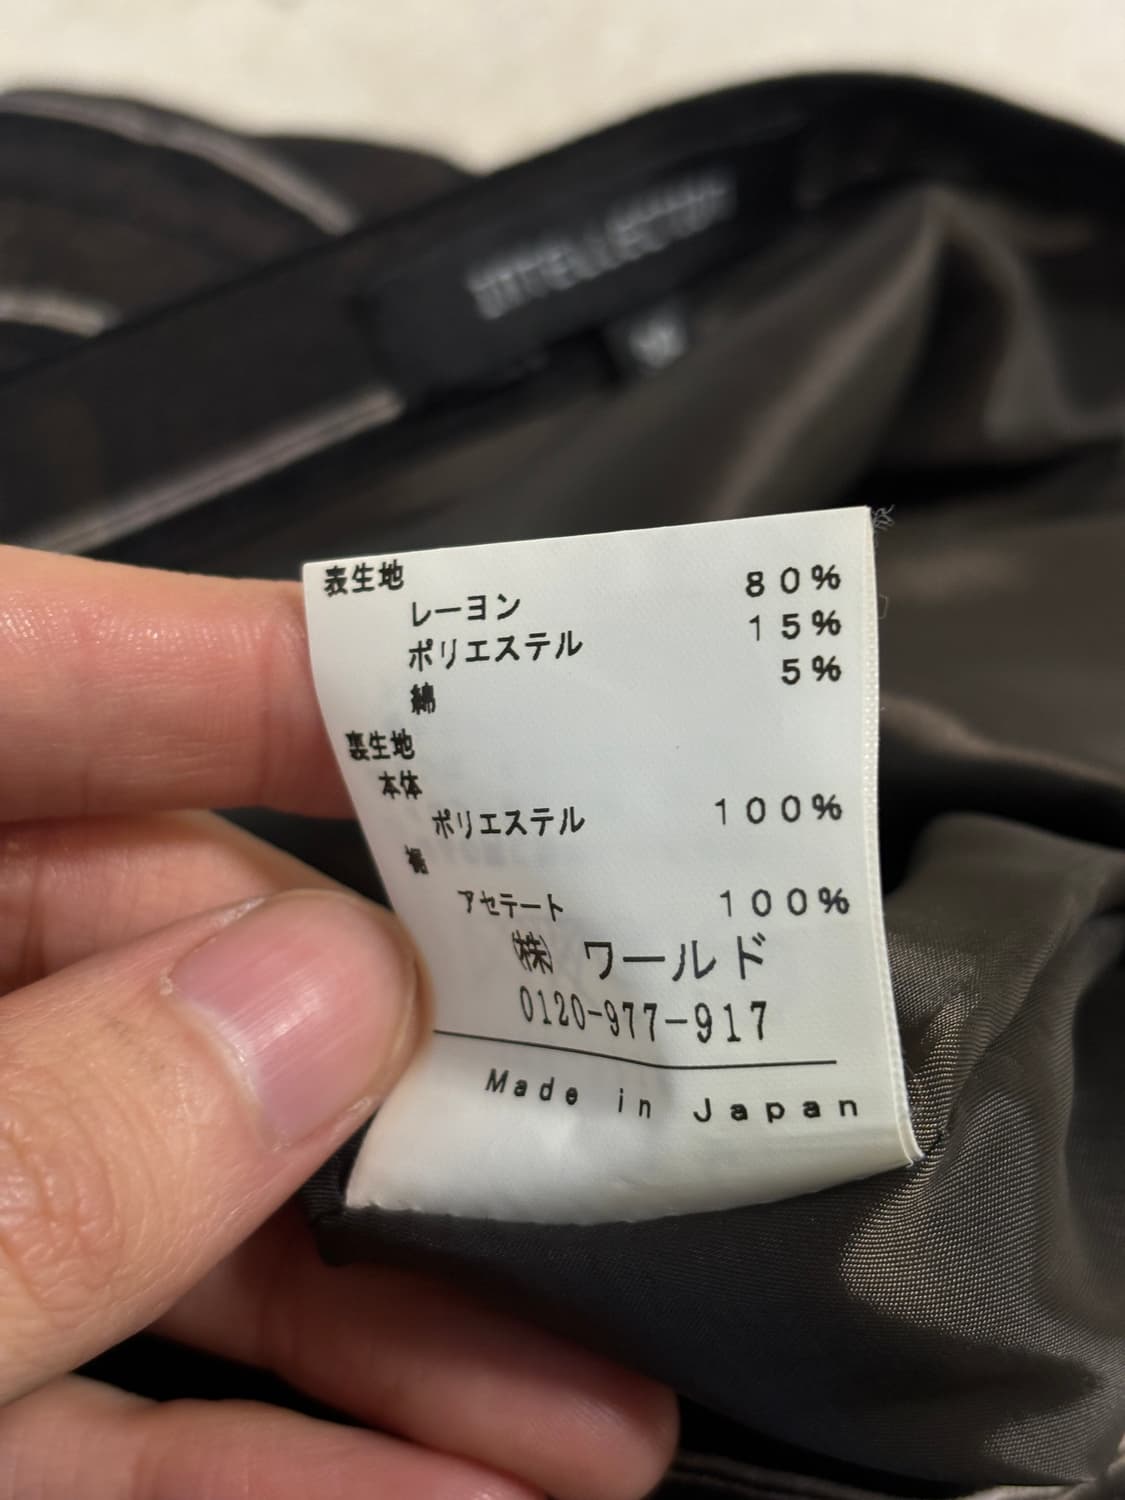 INTELLECTION
表生地
レーヨン 80%
ポリエステル 15%
綿 5%
裏生地
本体
ポリエステル 100%
裾
アセテート 100%
㈱ ワールド
0120-977-917
Made in Japan